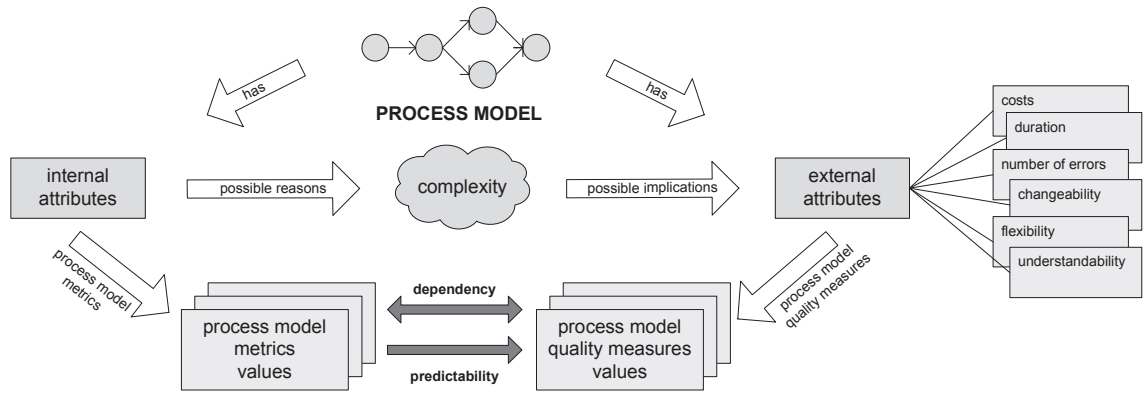 has
has
PROCESS MODEL
costs
duration
number of errors
changeability
flexibility
understandability
internal
attributes
possible reasons
complexity
possible implications
external
attributes
process model
metrics
process model
quality measures
process model
metrics
values
dependency
predictability
process model
quality measures
values